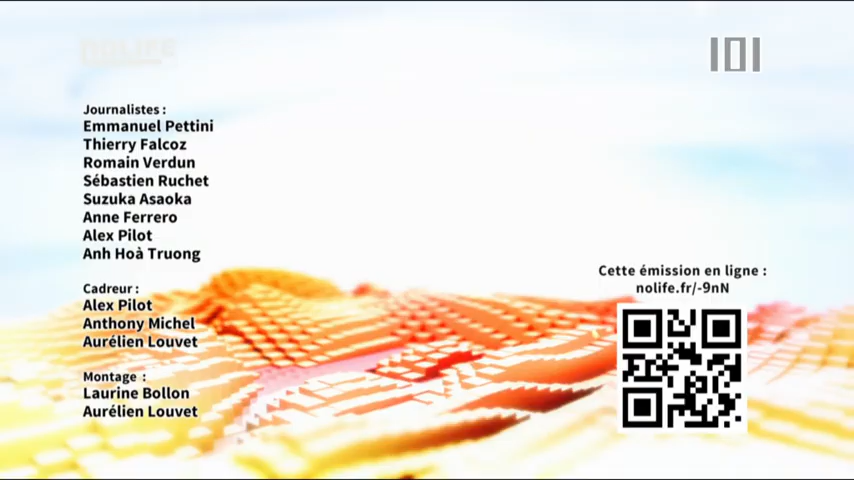 NOLIFE
101
Journalistes :
Emmanuel Pettini
Thierry Falcoz
Romain Verdun
Sébastien Ruchet
Suzuka Asaoka
Anne Ferrero
Alex Pilot
Anh Hoà Truong
Cadreur :
Alex Pilot
Anthony Michel
Aurélien Louvet
Montage :
Laurine Bollon
Aurélien Louvet
Cette émission en ligne :
nolife.fr/-9nN